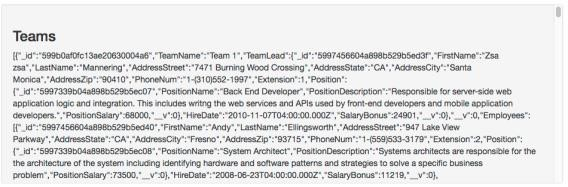 Teams
[{"_id":"599b0af0fc13ae20630004a6","TeamName":"Team 1","TeamLead":{"_id":"5997456604a898b529b5ed3f","FirstName":"Zsa
zsa","LastName":"Mannering","AddressStreet":"7471 Burning Wood Crossing","AddressState":"CA","AddressCity":"Santa
Monica","AddressZip":"90410","PhoneNum":"1-(310)552-1997","Extension":1,"Position":
{"_id":"5997339b04a898b529b5ec07","PositionName":"Back End Developer","PositionDescription":"Responsible for server-side web
application logic and integration. This includes writng the web services and APIs used by front-end developers and mobile application
developers.","PositionSalary":68000,"__v":0},"HireDate":"2010-11-07T04:00:00.000Z","SalaryBonus":24901,"__v":0},"__v":0,"Employees":
[{"_id":"5997456604a898b529b5ed40","FirstName":"Andy","LastName":"Ellingsworth","AddressStreet":"947 Lake View
Parkway","AddressState":"CA","AddressCity":"Fresno","AddressZip":"93715","PhoneNum":"1-(559)533-3179","Extension":2,"Position":
{"_id":"5997339b04a898b529b5ec08","PositionName":"System Architect","PositionDescription":"Systems architects are responsible for the
the architecture of the system including identifying hardware and software patterns and strategies to solve a specific business
problem","PositionSalary":73500,"__v":0},"HireDate":"2008-06-23T04:00:00.000Z","SalaryBonus":11219,"__v":0},